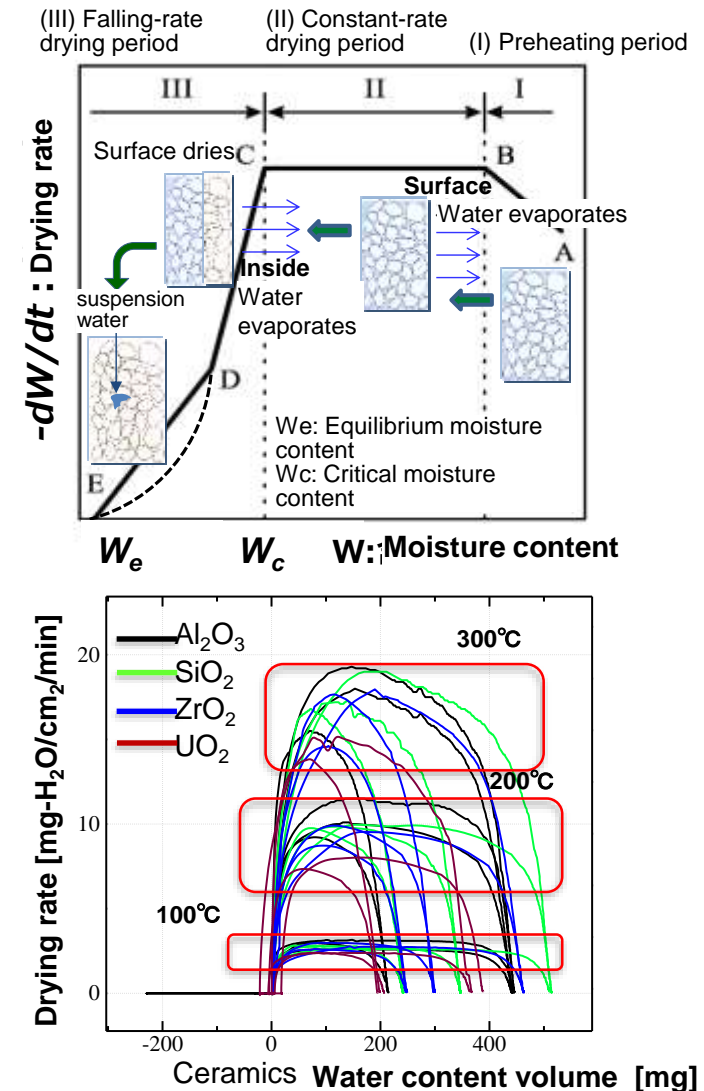 (III) Falling-rate
drying period
(II) Constant-rate
drying period
(I) Preheating period
III
II
I
Surface dries
C
B
Surface
Water evaporates
A
Inside
Water
evaporates
suspension
water
D
E
We: Equilibrium moisture
content
Wc: Critical moisture
content
-dW/dt : Drying rate
We
Wc
W:
Moisture content
Al2O3
SiO2
ZrO2
UO2
300°C
200°C
100°C
20
10
0
-200
0
200
400
Drying rate [mg-H2O/cm2/min]
Ceramics
Water content volume [mg]